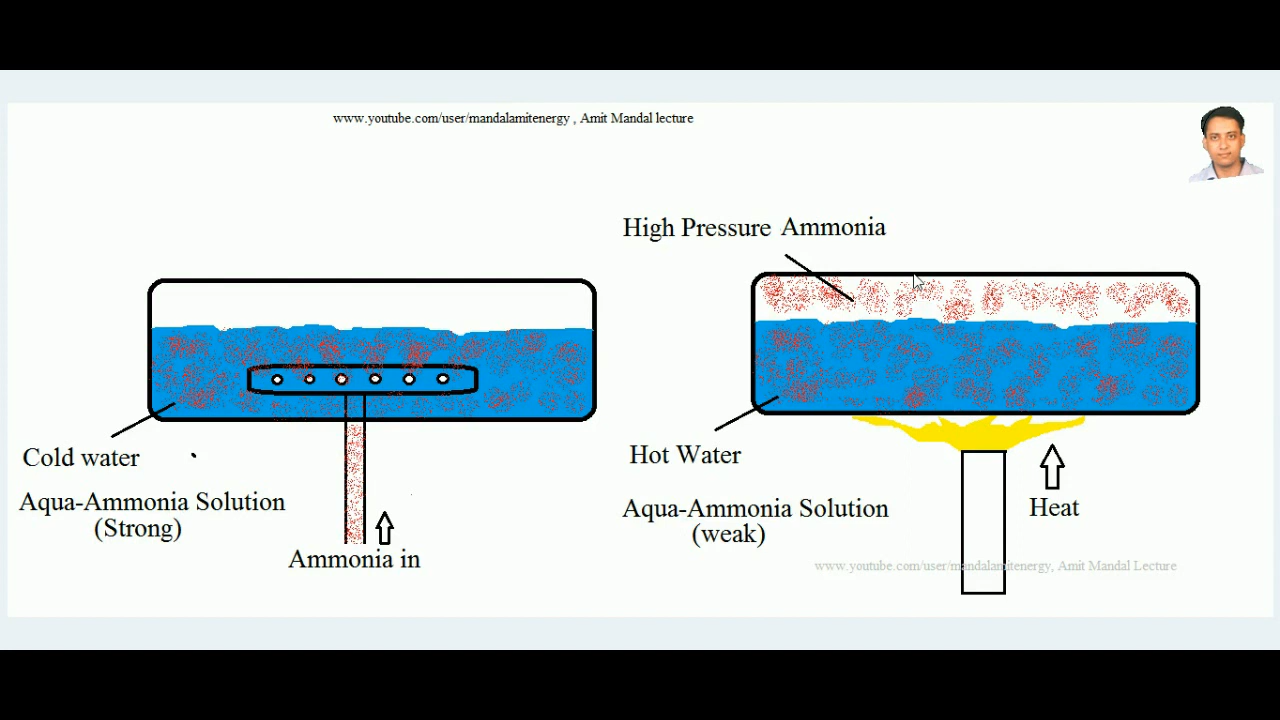 www.youtube.com/user/mandalamitenergy , Amit Mandal lecture
High Pressure Ammonia
Cold water
Aqua-Ammonia Solution
(Strong)
Ammonia in
Hot Water
Aqua-Ammonia Solution
(weak)
Heat
www.youtube.com/user/mandalamitenergy, Amit Mandal Lecture